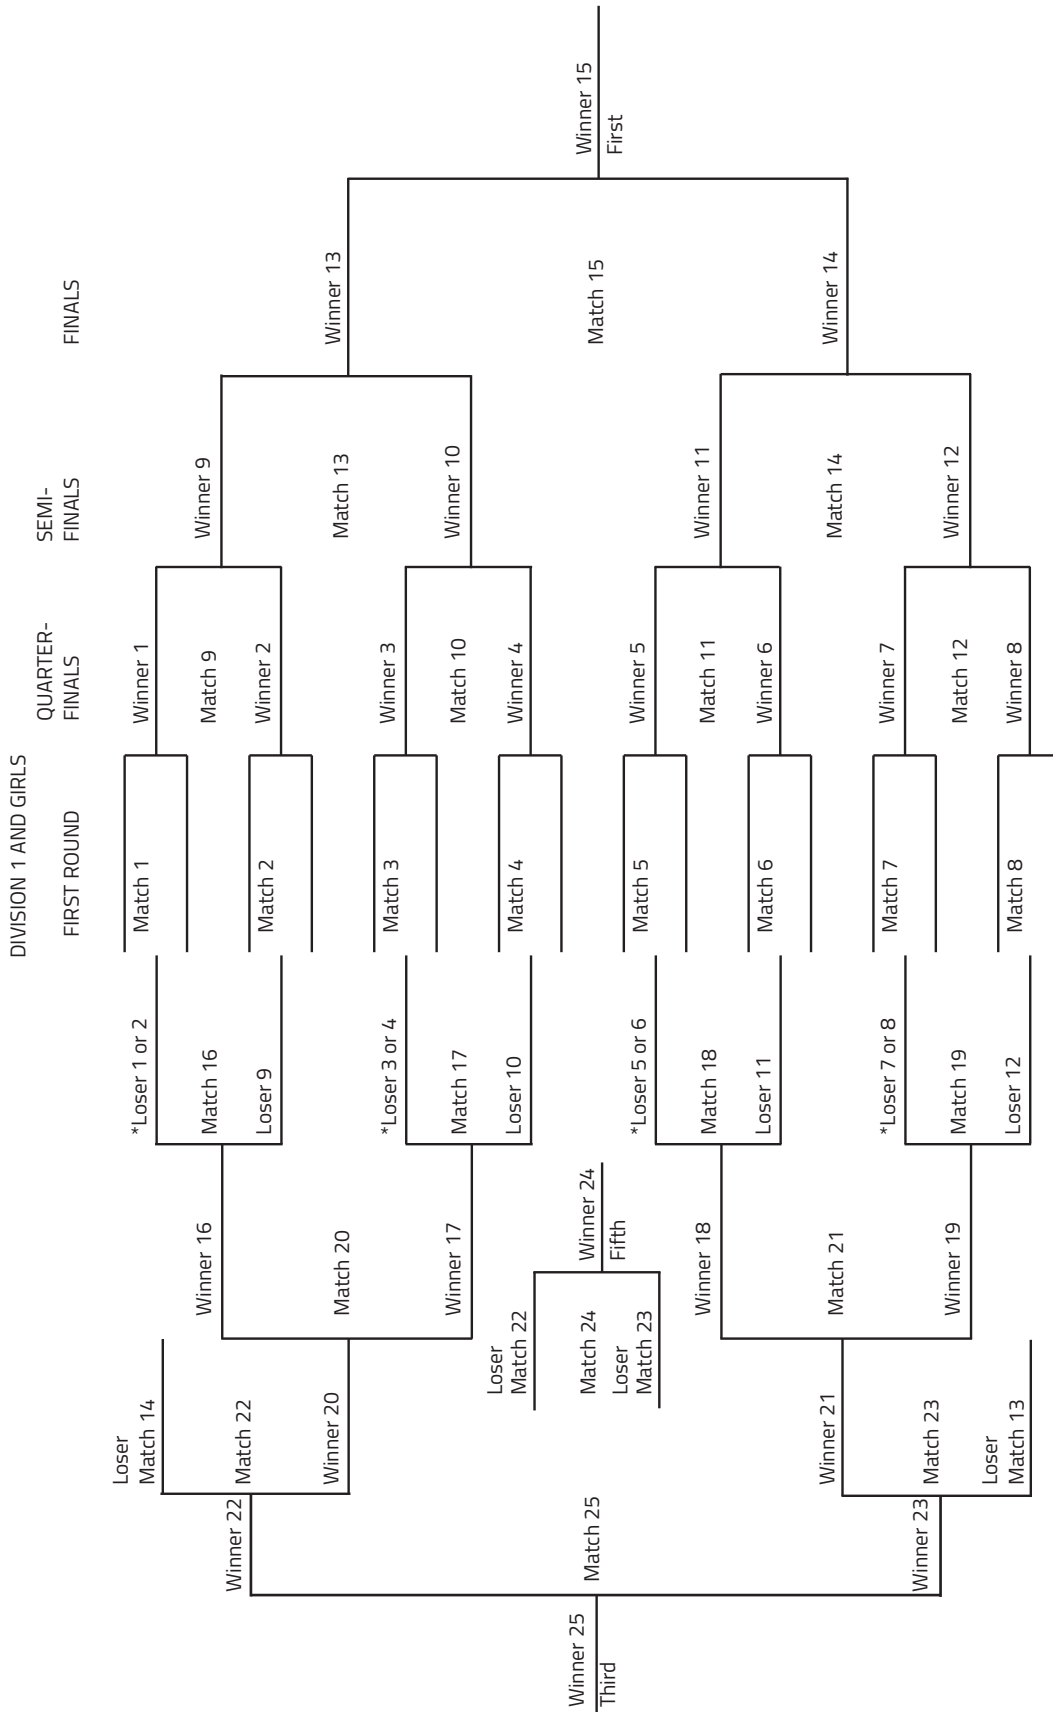 DIVISION 1 AND GIRLS
FIRST ROUND
QUARTER-
FINALS
SEMI-
FINALS
FINALS
*Loser 1 or 2
Match 16
Loser 9
*Loser 3 or 4
Match 17
Loser 10
*Loser 5 or 6
Match 18
Loser 11
*Loser 7 or 8
Match 19
Loser 12
Match 1
Match 2
Match 3
Match 4
Match 5
Match 6
Match 7
Match 8
Winner 1
Match 9
Winner 2
Winner 3
Match 10
Winner 4
Winner 5
Match 11
Winner 6
Winner 7
Match 12
Winner 8
Winner 9
Match 13
Winner 10
Winner 11
Match 14
Winner 12
Winner 13
Match 15
Winner 14
Winner 15
First
Winner 16
Match 20
Winner 17
Winner 18
Match 21
Winner 19
Loser
Match 14
Match 22
Winner 20
Loser
Match 22
Match 24
Loser
Match 23
Winner 24
Fifth
Winner 21
Match 23
Loser
Match 13
Winner 22
Match 25
Winner 23
Winner 25
Third